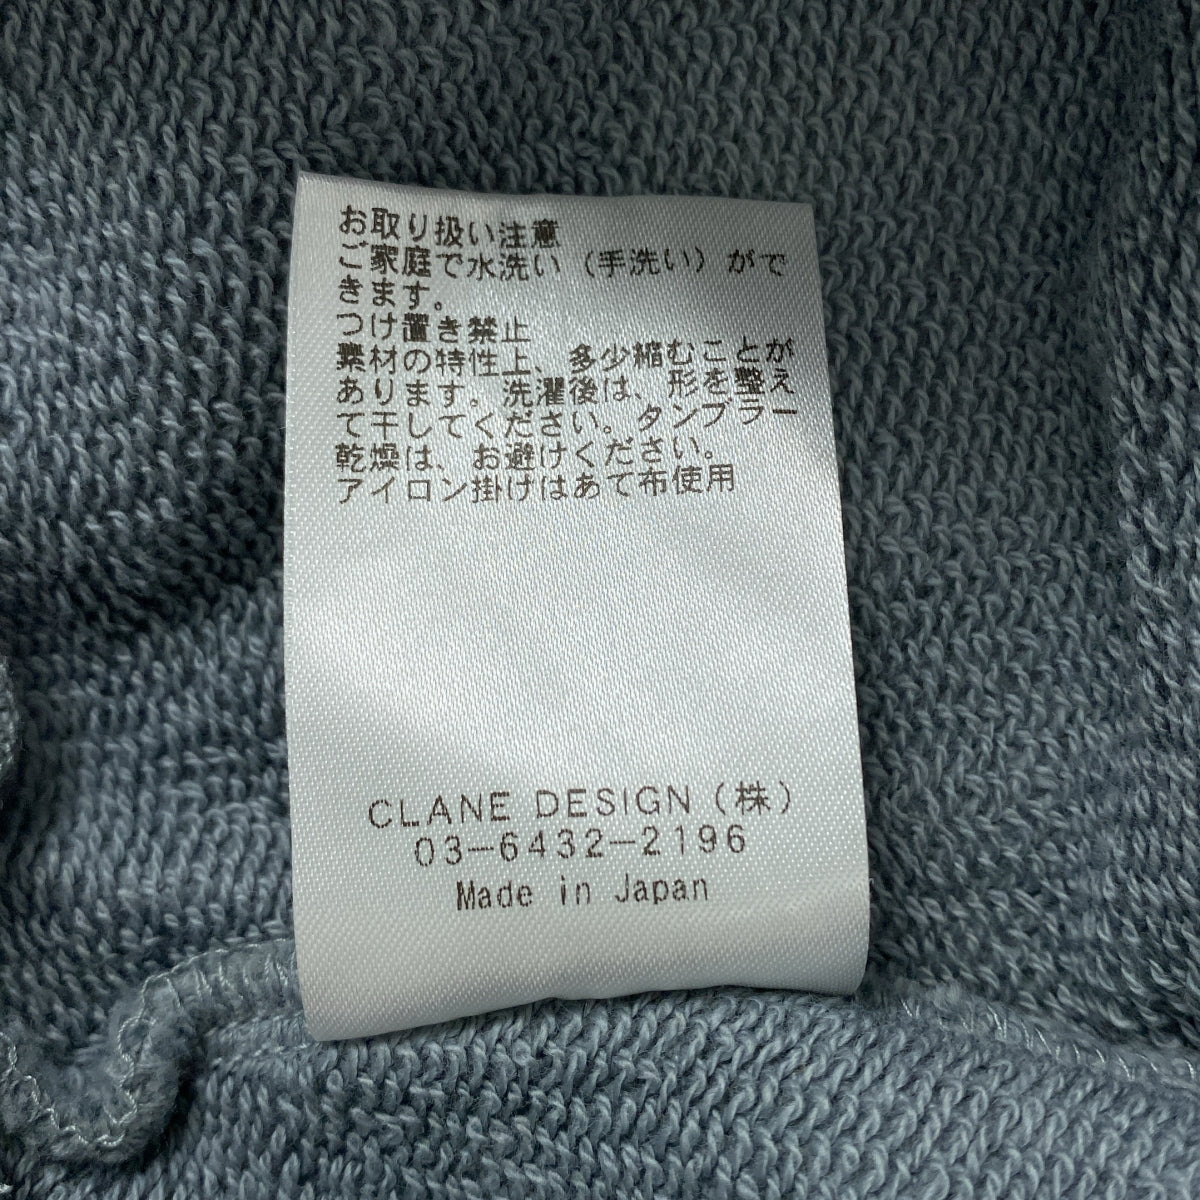 お取り扱い注意
ご家庭で水洗い（手洗い）がで
きます。
つけ置き禁止
素材の特性上、多少縮むことが
あります。洗濯後は、形を整え
て干してください。タンブラー
乾燥は、お避けください。
アイロン掛けはあて布使用
CLANE DESIGN（株）
03-6432-2196
Made in Japan